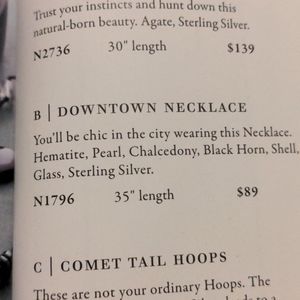 Trust your instincts and hunt down this
natural-born beauty. Agate, Sterling Silver.
N2736 30" length $139
B | DOWNTOWN NECKLACE
You'll be chic in the city wearing this Necklace.
Hematite, Pearl, Chalcedony, Black Horn, Shell,
Glass, Sterling Silver.
N1796 35" length $89
C | COMET TAIL HOOPS
These are not your ordinary Hoops. The